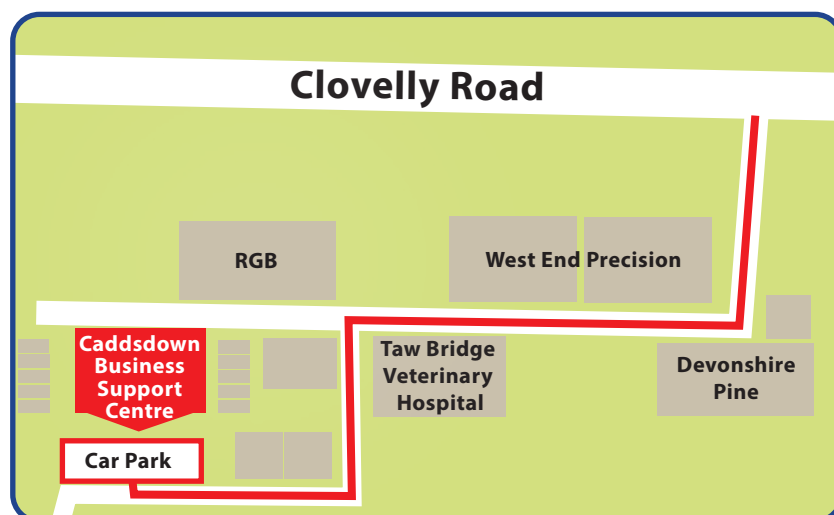 Clovelly Road
RGB
West End Precision
Caddsdown
Business
Support
Centre
Taw Bridge
Veterinary
Hospital
Devonshire
Pine
Car Park